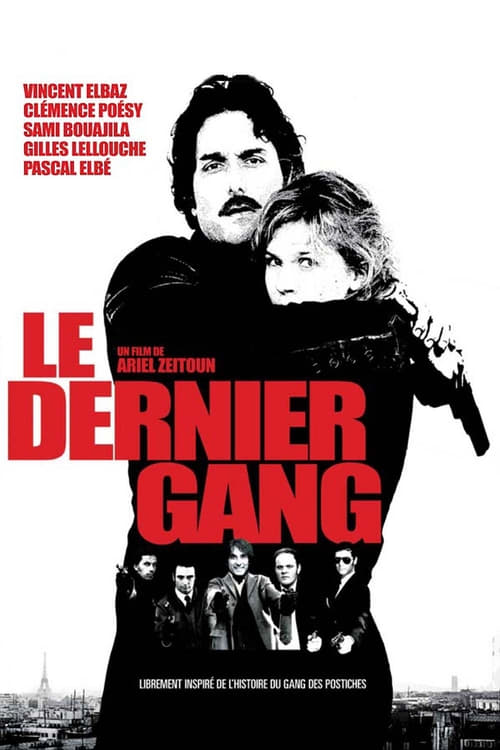 VINCENT ELBAZ
CLÉMENCE POÉSY
SAMI BOUAJILA
GILLES LELLOUCHE
PASCAL ELBÉ
LE
UN FILM DE
ARIEL ZEITOUN
DERNIER
GANG
LIBREMENT INSPIRÉ DE L'HISTOIRE DU GANG DES POSTICHES